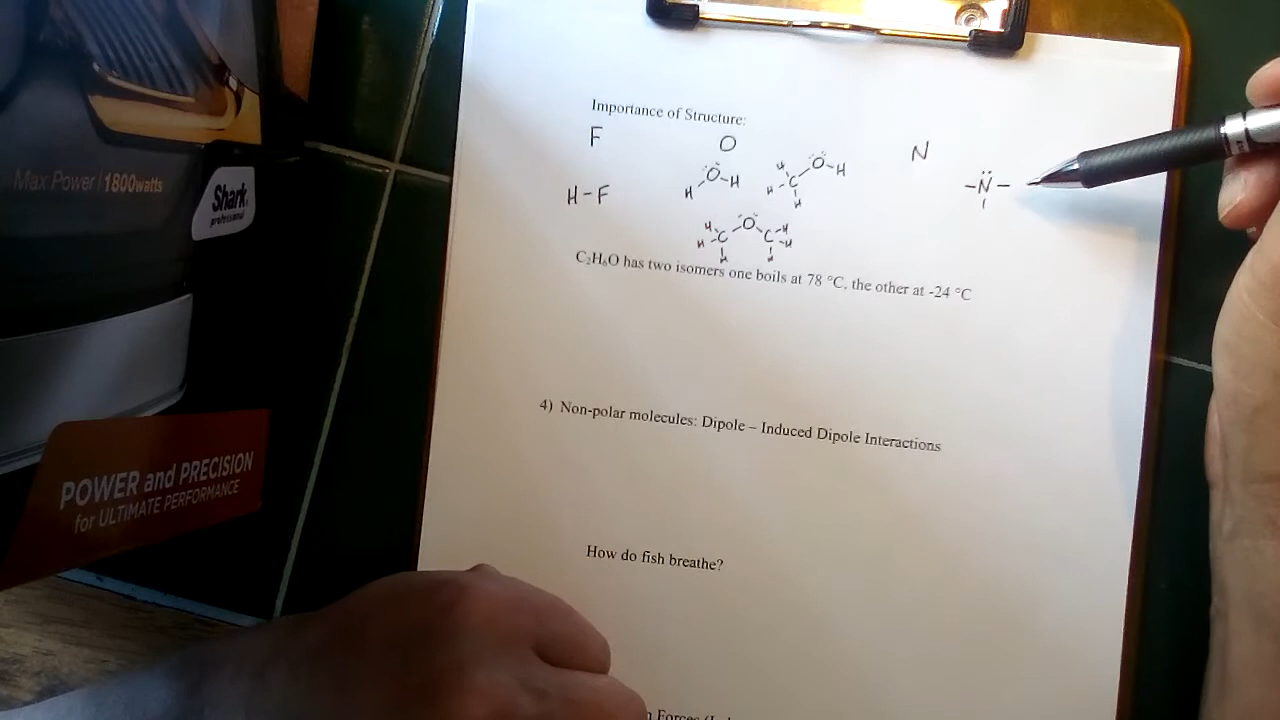 Max Power | 1800watts
Shark
professional
POWER and PRECISION
for ULTIMATE PERFORMANCE
Importance of Structure:
F O N
H-F
H O H
H C O H
H H
-N-
H C O C H
H H
H H
C₂H₆O has two isomers one boils at 78 °C, the other at -24 °C
4) Non-polar molecules: Dipole – Induced Dipole Interactions
How do fish breathe?
Forces